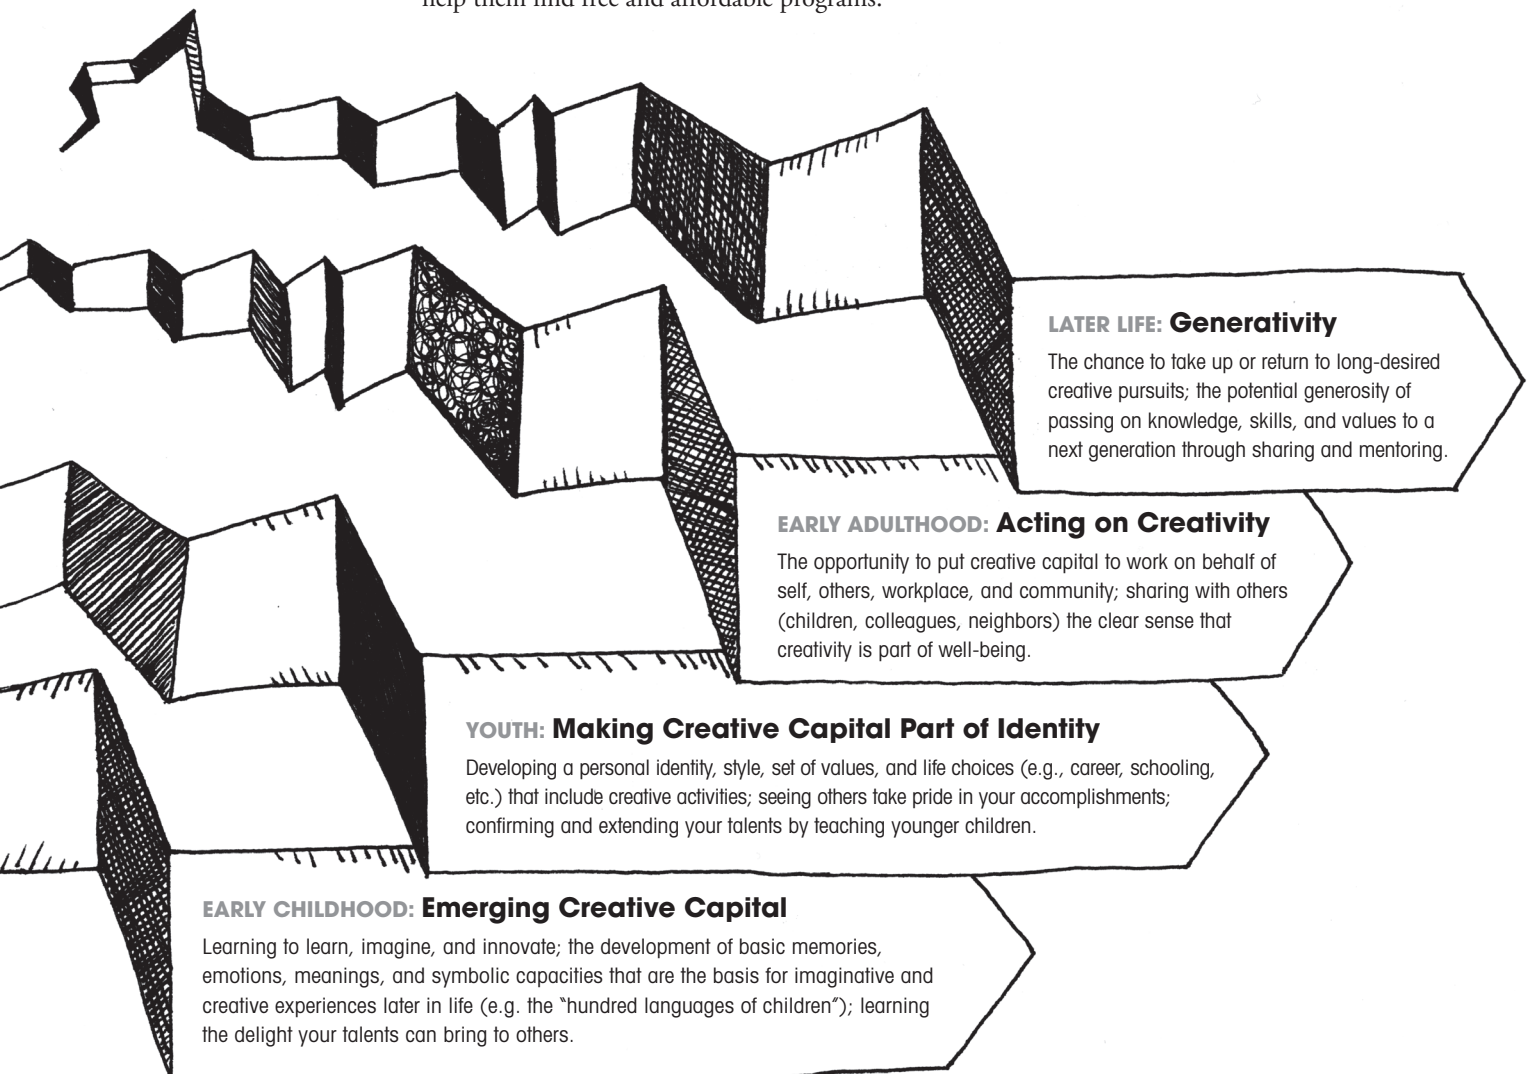 help them find free and affordable programs.
LATER LIFE: Generativity
The chance to take up or return to long-desired
creative pursuits; the potential generosity of
passing on knowledge, skills, and values to a
next generation through sharing and mentoring.
EARLY ADULTHOOD: Acting on Creativity
The opportunity to put creative capital to work on behalf of
self, others, workplace, and community; sharing with others
(children, colleagues, neighbors) the clear sense that
creativity is part of well-being.
YOUTH: Making Creative Capital Part of Identity
Developing a personal identity, style, set of values, and life choices (e.g., career, schooling,
etc.) that include creative activities; seeing others take pride in your accomplishments;
confirming and extending your talents by teaching younger children.
EARLY CHILDHOOD: Emerging Creative Capital
Learning to learn, imagine, and innovate; the development of basic memories,
emotions, meanings, and symbolic capacities that are the basis for imaginative and
creative experiences later in life (e.g. the "hundred languages of children"); learning
the delight your talents can bring to others.